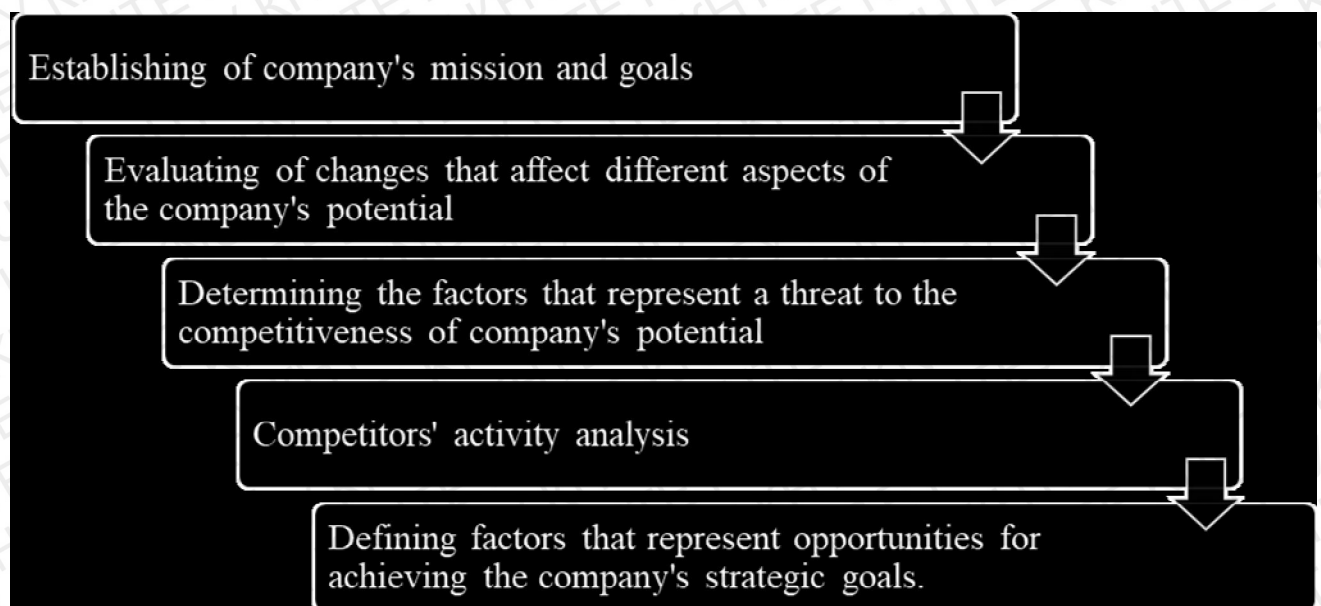 Establishing of company's mission and goals
Evaluating of changes that affect different aspects of
the company's potential
Determining the factors that represent a threat to the
competitiveness of company's potential
Competitors' activity analysis
Defining factors that represent opportunities for
achieving the company's strategic goals.